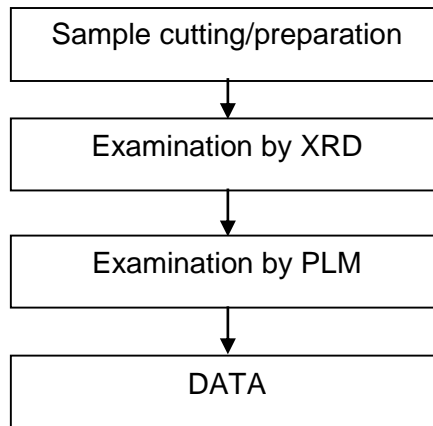 Sample cutting/preparation
Examination by XRD
Examination by PLM
DATA